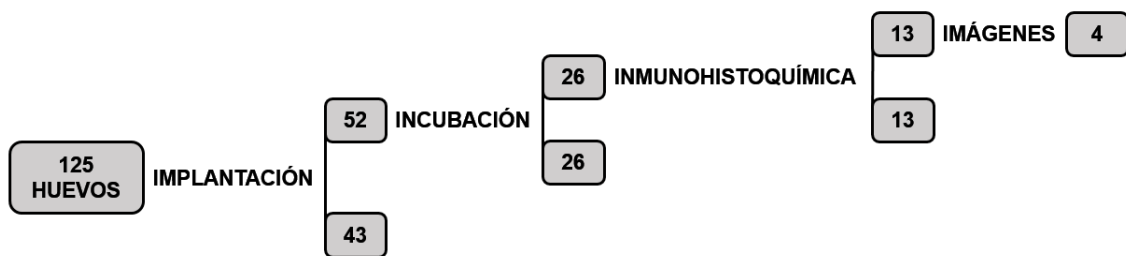 13 IMÁGENES 4
26 INMUNOHISTOQUÍMICA
52 INCUBACIÓN
13
125
HUEVOS
IMPLANTACIÓN
26
43